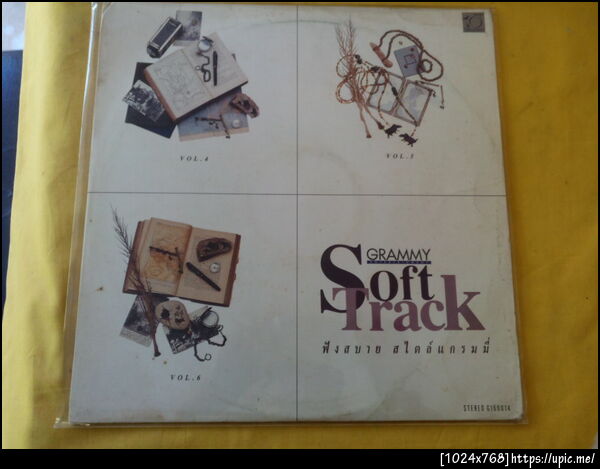 VOL.4
VOL.5
VOL.6
GRAMMY
Soft
Track
ฟังสบาย สไตล์แกรมมี่
STEREO G159014
[1024x768]https://upic.me/